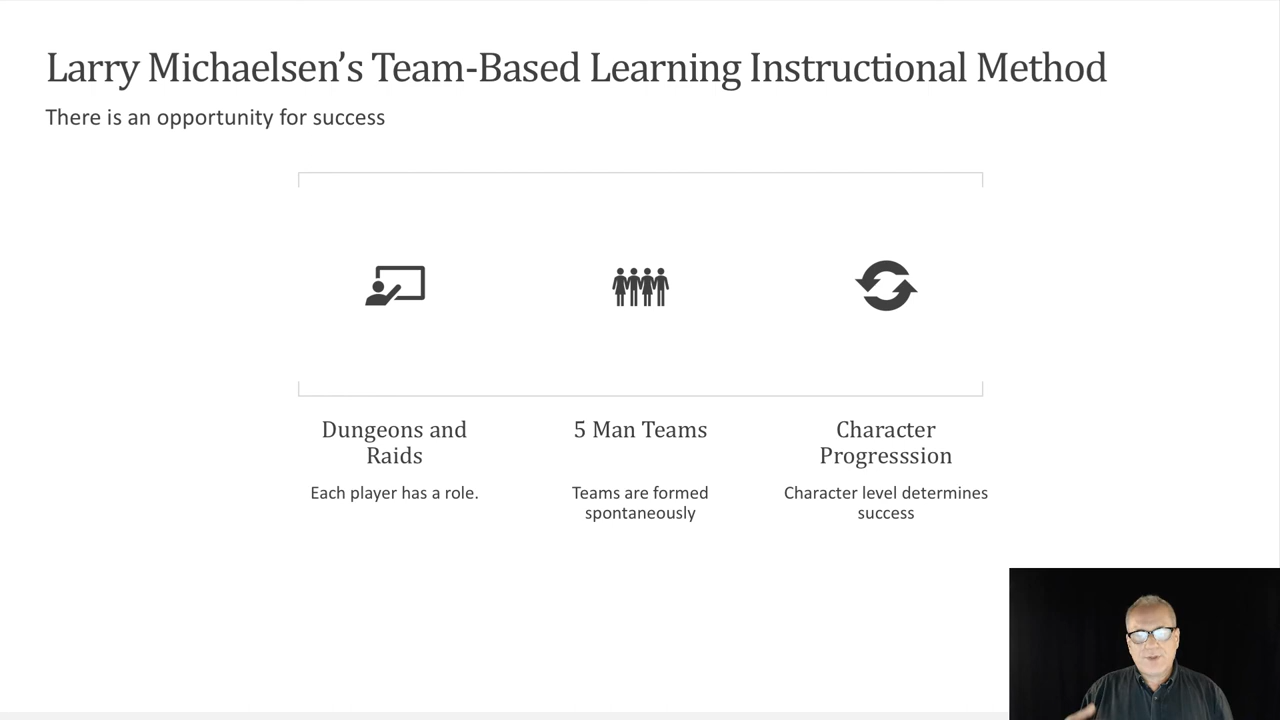 Larry Michaelsen’s Team-Based Learning Instructional Method
There is an opportunity for success
Dungeons and
Raids
Each player has a role.
5 Man Teams
Teams are formed
spontaneously
Character
Progresssion
Character level determines
success